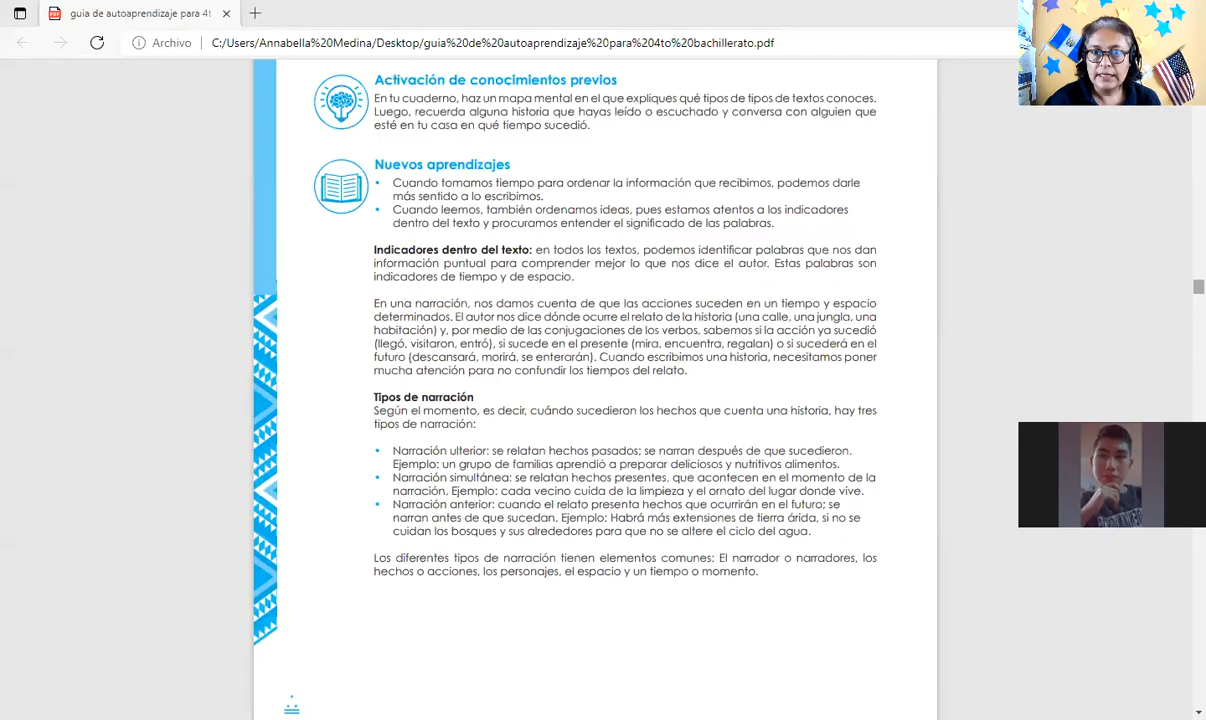 guia de autoaprendizaje para 4t
Archivo
C:/Users/Annabella%20Medina/Desktop/guia%20de%20autoaprendizaje%20para%204to%20bachillerato.pdf
Activación de conocimientos previos
En tu cuaderno, haz un mapa mental en el que expliques qué tipos de tipos de textos conoces.
Luego, recuerda alguna historia que hayas leído o escuchado y conversa con alguien que
esté en tu casa en qué tiempo sucedió.
Nuevos aprendizajes
• Cuando tomamos tiempo para ordenar la información que recibimos, podemos darle
más sentido a lo escribimos.
• Cuando leemos, también ordenamos ideas, pues estamos atentos a los indicadores
dentro del texto y procuramos entender el significado de las palabras.
Indicadores dentro del texto: en todos los textos, podemos identificar palabras que nos dan
información puntual para comprender mejor lo que nos dice el autor. Estas palabras son
indicadores de tiempo y de espacio.
En una narración, nos damos cuenta de que las acciones suceden en un tiempo y espacio
determinados. El autor nos dice dónde ocurre el relato de la historia (una calle, una jungla, una
habitación) y, por medio de las conjugaciones de los verbos, sabemos si la acción ya sucedió
(llegó, visitaron, entró), si sucede en el presente (mira, encuentra, regalan) o si sucederá en el
futuro (descansará, morirá, se enterarán). Cuando escribimos una historia, necesitamos poner
mucha atención para no confundir los tiempos del relato.
Tipos de narración
Según el momento, es decir, cuándo sucedieron los hechos que cuenta una historia, hay tres
tipos de narración:
• Narración ulterior: se relatan hechos pasados; se narran después de que sucedieron.
Ejemplo: un grupo de familias aprendió a preparar deliciosos y nutritivos alimentos.
• Narración simultánea: se relatan hechos presentes, que acontecen en el momento de la
narración. Ejemplo: cada vecino cuida de la limpieza y el ornato del lugar donde vive.
• Narración anterior: cuando el relato presenta hechos que ocurrirán en el futuro; se
narran antes de que sucedan. Ejemplo: Habrá más extensiones de tierra árida, si no se
cuidan los bosques y sus alrededores para que no se altere el ciclo del agua.
Los diferentes tipos de narración tienen elementos comunes: El narrador o narradores, los
hechos o acciones, los personajes, el espacio y un tiempo o momento.